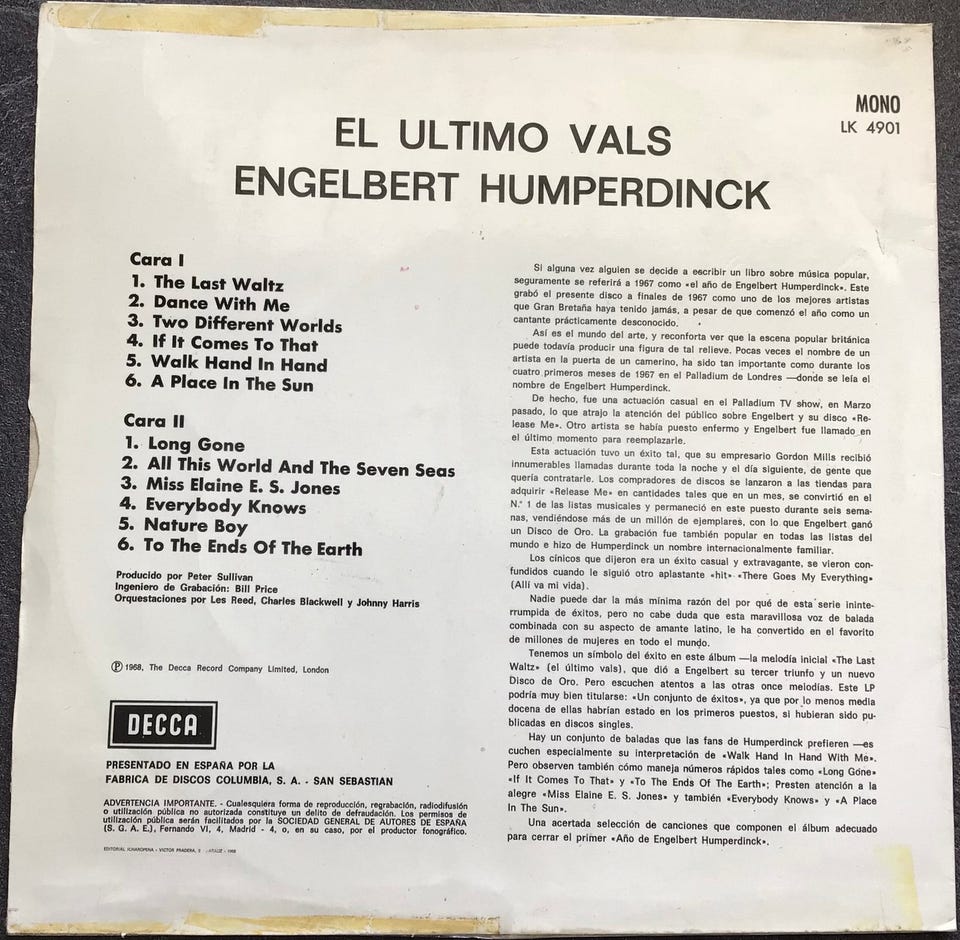 MONO
LK 4901
EL ULTIMO VALS
ENGELBERT HUMPERDINCK
Cara I
1. The Last Waltz
2. Dance With Me
3. Two Different Worlds
4. If It Comes To That
5. Walk Hand In Hand
6. A Place In The Sun
Cara II
1. Long Gone
2. All This World And The Seven Seas
3. Miss Elaine E. S. Jones
4. Everybody Knows
5. Nature Boy
6. To The Ends Of The Earth
Producido por Peter Sullivan
Ingeniero de Grabación: Bill Price
Orquestaciones por Les Reed, Charles Blackwell y Johnny Harris
Ⓟ 1968, The Decca Record Company Limited, London
DECCA
PRESENTADO EN ESPAÑA POR LA
FABRICA DE DISCOS COLUMBIA, S. A. - SAN SEBASTIAN
ADVERTENCIA IMPORTANTE. - Cualesquiera forma de reproducción, regrabación, radiodifusión
o utilización pública no autorizada constituye un delito de defraudación. Los permisos de
utilización pública serán facilitados por la SOCIEDAD GENERAL DE AUTORES DE ESPAÑA
(S. G. A. E.), Fernando VI, 4, Madrid - 4, o, en su caso, por el productor fonográfico.
EDITORIAL ICHAROPENA - VICTOR PRADERA, 2 - 1968
Si alguna vez alguien se decide a escribir un libro sobre música popular,
seguramente se referirá a 1967 como «el año de Engelbert Humperdinck». Este
grabó el presente disco a finales de 1967 como uno de los mejores artistas
que Gran Bretaña haya tenido jamás, a pesar de que comenzó el año como un
cantante prácticamente desconocido.
Así es el mundo del arte, y reconforta ver que la escena popular británica
puede todavía producir una figura de tal relieve. Pocas veces el nombre de un
artista en la puerta de un camerino, ha sido tan importante como durante los
cuatro primeros meses de 1967 en el Palladium de Londres —donde se leía el
nombre de Engelbert Humperdinck.
De hecho, fue una actuación casual en el Palladium TV show, en Marzo
pasado, lo que atrajo la atención del público sobre Engelbert y su disco «Re-
lease Me». Otro artista se había puesto enfermo y Engelbert fue llamado en
el último momento para reemplazarle.
Esta actuación tuvo un éxito tal, que su empresario Gordon Mills recibió
innumerables llamadas durante toda la noche y el día siguiente, de gente que
quería contratarle. Los compradores de discos se lanzaron a las tiendas para
adquirir «Release Me» en cantidades tales que en un mes, se convirtió en el
N.º 1 de las listas musicales y permaneció en este puesto durante seis sema-
nas, vendiéndose más de un millón de ejemplares, con lo que Engelbert ganó
un Disco de Oro. La grabación fue también popular en todas las listas del
mundo e hizo de Humperdinck un nombre internacionalmente familiar.
Los cínicos que dijeron era un éxito casual y extravagante, se vieron con-
fundidos cuando le siguió otro aplastante «hit» «There Goes My Everything»
(Allí va mi vida).
Nadie puede dar la más mínima razón del por qué de esta serie ininte-
rrumpida de éxitos, pero no cabe duda que esta maravillosa voz de balada
combinada con su aspecto de amante latino, le ha convertido en el favorito
de millones de mujeres en todo el mundo.
Tenemos un símbolo del éxito en este álbum —la melodía inicial «The Last
Waltz» (el último vals), que dió a Engelbert su tercer triunfo y un nuevo
Disco de Oro. Pero escuchen atentos a las otras once melodías. Este LP
podría muy bien titularse: «Un conjunto de éxitos», ya que por lo menos media
docena de ellas habrían estado en los primeros puestos, si hubieran sido pu-
blicadas en discos singles.
Hay un conjunto de baladas que las fans de Humperdinck prefieren —es
cuchen especialmente su interpretación de «Walk Hand In Hand With Me».
Pero observen también cómo maneja números rápidos tales como «Long Gone»
«If It Comes To That» y «To The Ends Of The Earth»; Presten atención a la
alegre «Miss Elaine E. S. Jones» y también «Everybody Knows» y «A Place
In The Sun».
Una acertada selección de canciones que componen el álbum adecuado
para cerrar el primer «Año de Engelbert Humperdinck».